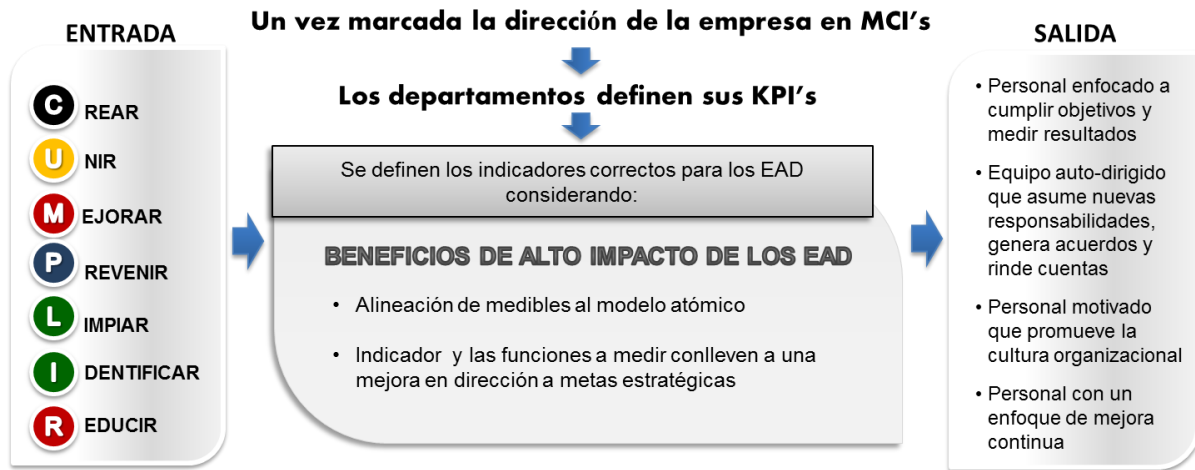 Un vez marcada la dirección de la empresa en MCI’s
Los departamentos definen sus KPI’s
ENTRADA
C REAR
U NIR
M EJORAR
P REVENIR
L IMPIAR
I DENTIFICAR
R EDUCIR
Se definen los indicadores correctos para los EAD
considerando:
BENEFICIOS DE ALTO IMPACTO DE LOS EAD
• Alineación de medibles al modelo atómico
• Indicador y las funciones a medir conlleven a una
mejora en dirección a metas estratégicas
SALIDA
• Personal enfocado a
cumplir objetivos y
medir resultados
• Equipo auto-dirigido
que asume nuevas
responsabilidades,
genera acuerdos y
rinde cuentas
• Personal motivado
que promueve la
cultura organizacional
• Personal con un
enfoque de mejora
continua